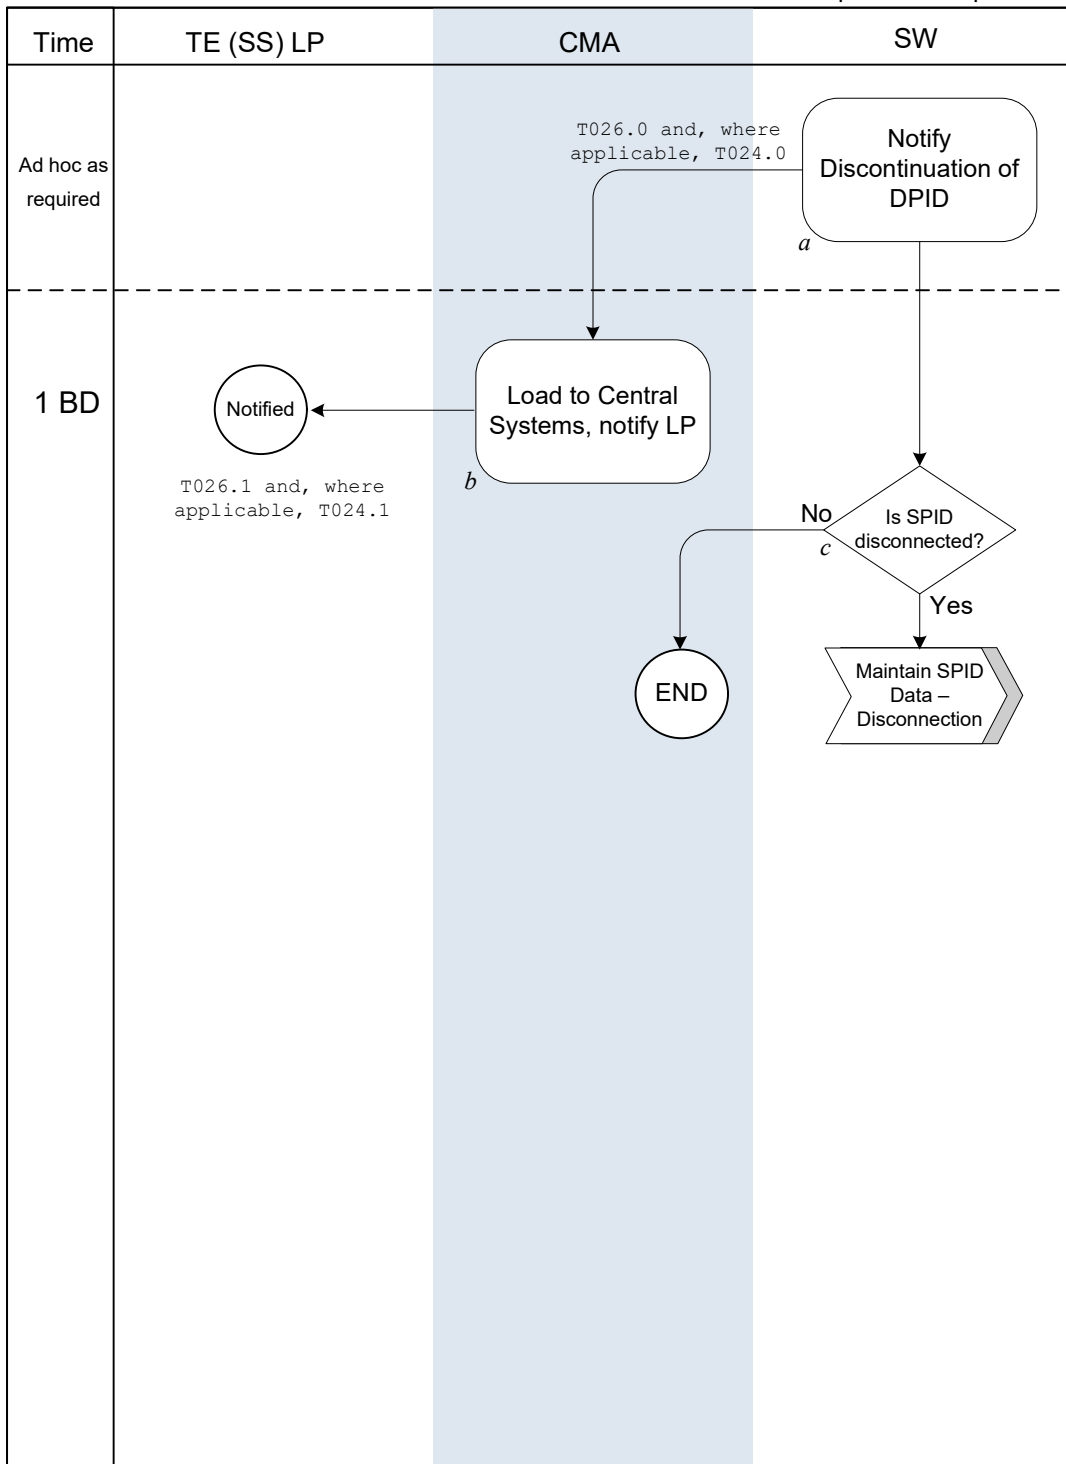 Time
TE (SS) LP
CMA
SW
Ad hoc as
required
T026.0 and, where
applicable, T024.0
Notify
Discontinuation of
DPID
a
1 BD
Notified
T026.1 and, where
applicable, T024.1
Load to Central
Systems, notify LP
b
No
Is SPID
disconnected?
c
Yes
END
Maintain SPID
Data –
Disconnection